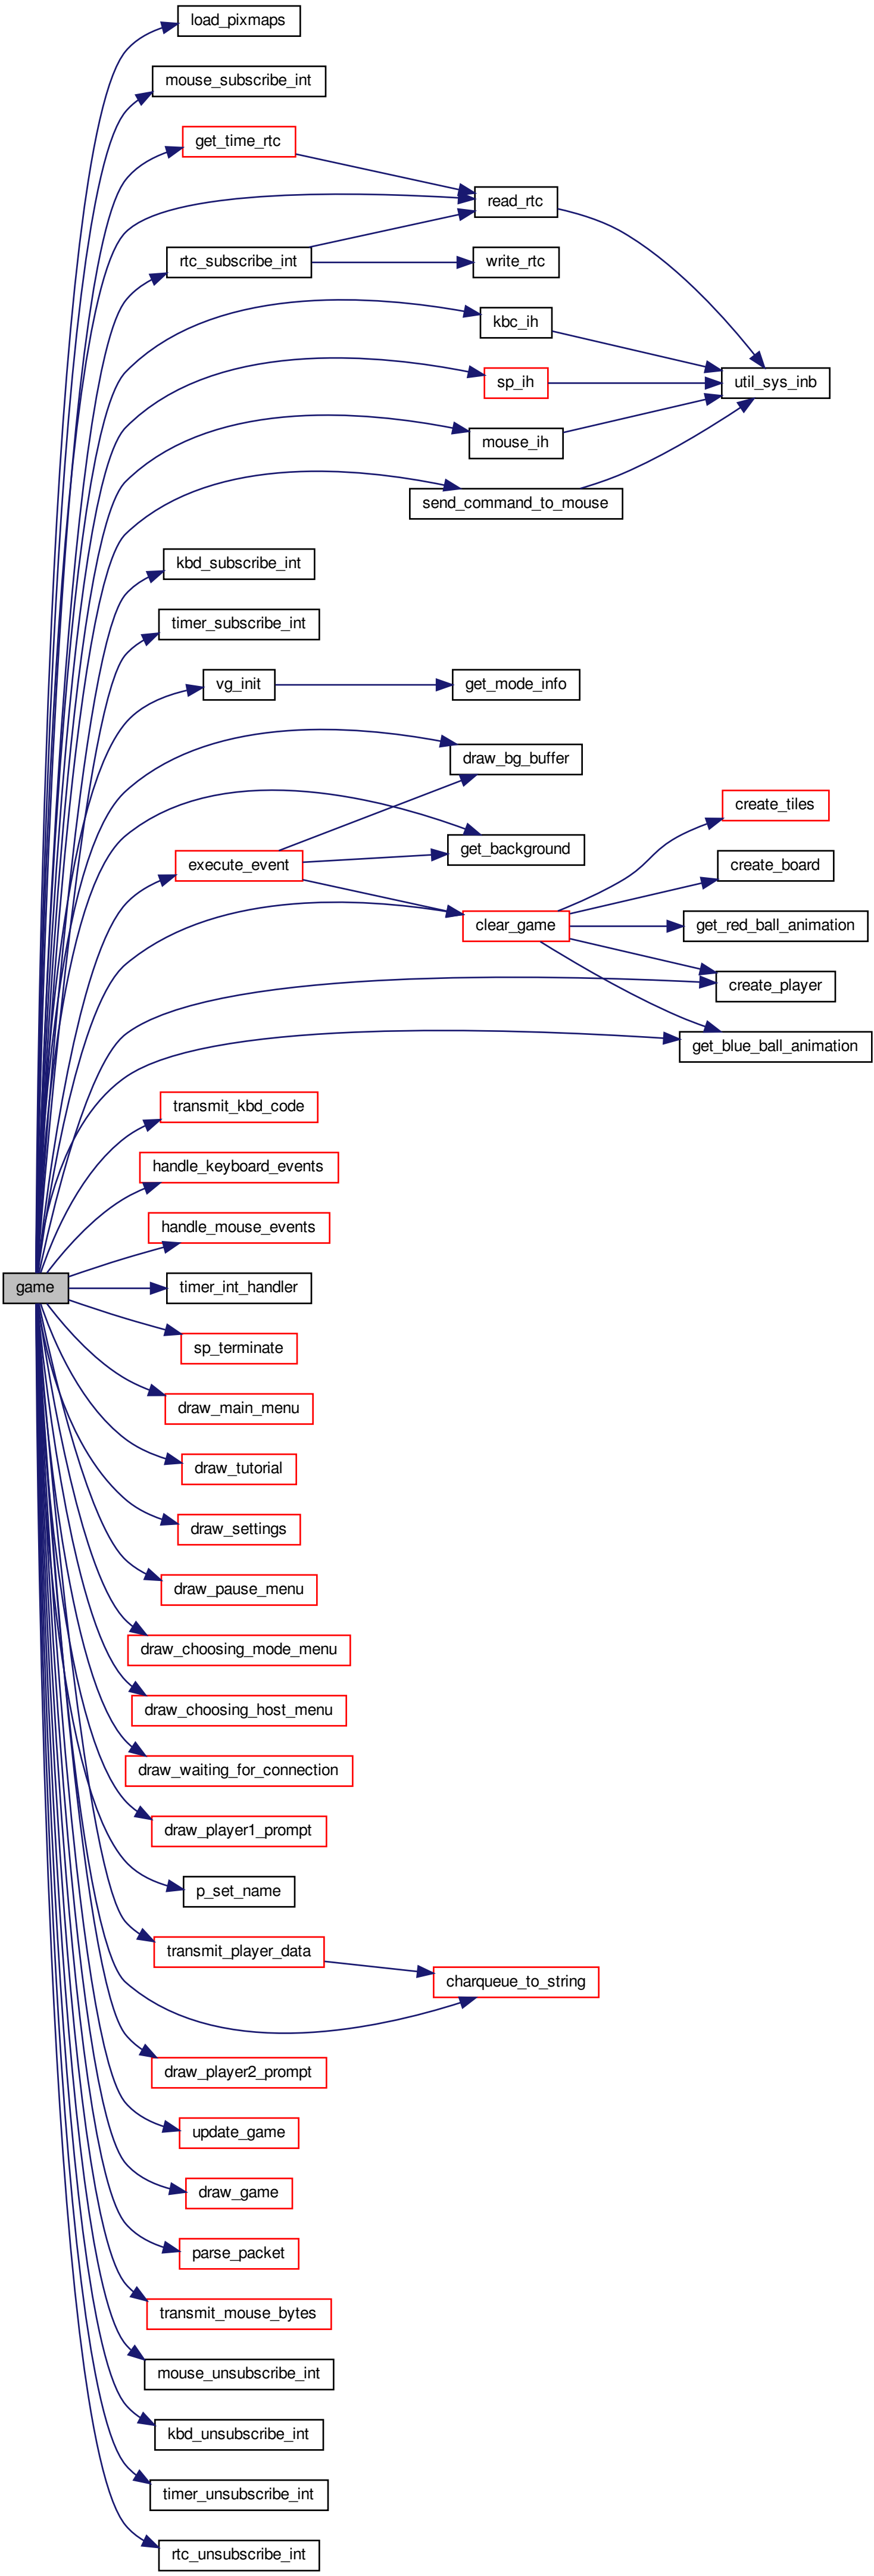 load_pixmaps
mouse_subscribe_int
get_time_rtc
read_rtc
rtc_subscribe_int
write_rtc
kbc_ih
sp_ih
util_sys_inb
mouse_ih
send_command_to_mouse
kbd_subscribe_int
timer_subscribe_int
vg_init
get_mode_info
draw_bg_buffer
create_tiles
get_background
execute_event
create_board
clear_game
get_red_ball_animation
create_player
get_blue_ball_animation
transmit_kbd_code
handle_keyboard_events
handle_mouse_events
game
timer_int_handler
sp_terminate
draw_main_menu
draw_tutorial
draw_settings
draw_pause_menu
draw_choosing_mode_menu
draw_choosing_host_menu
draw_waiting_for_connection
draw_player1_prompt
p_set_name
transmit_player_data
charqueue_to_string
draw_player2_prompt
update_game
draw_game
parse_packet
transmit_mouse_bytes
mouse_unsubscribe_int
kbd_unsubscribe_int
timer_unsubscribe_int
rtc_unsubscribe_int